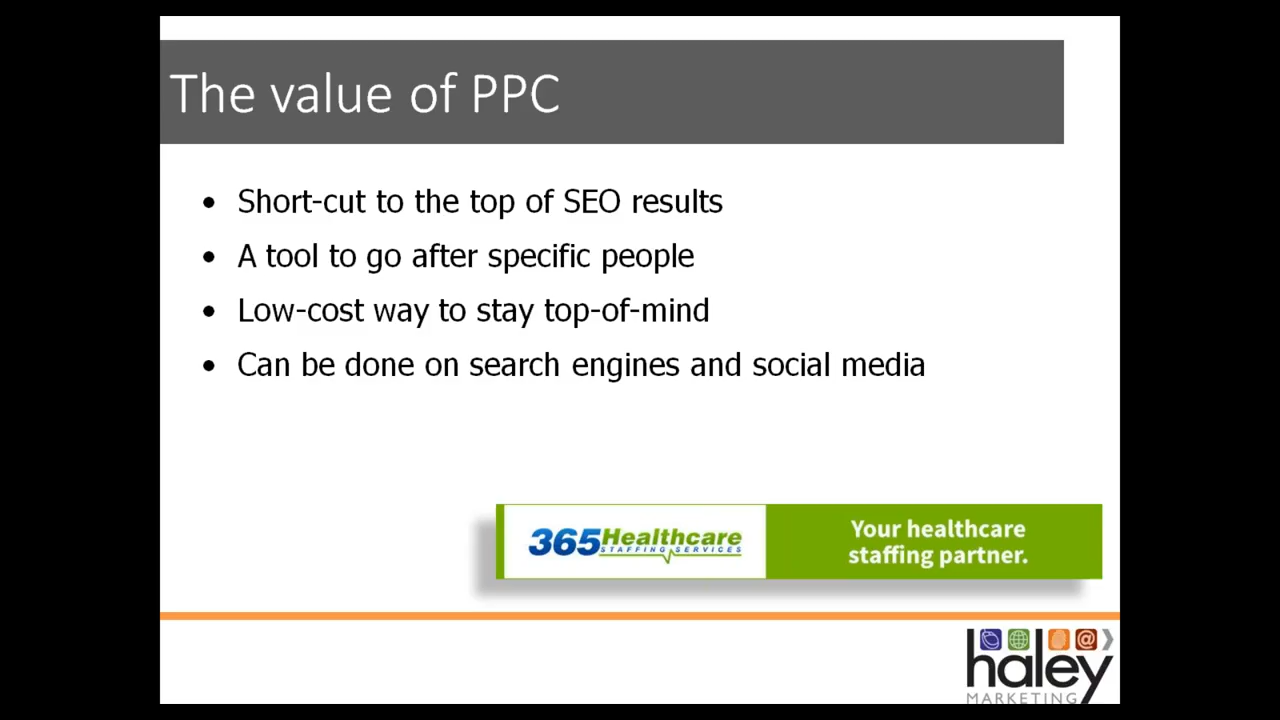 The value of PPC
• Short-cut to the top of SEO results
• A tool to go after specific people
• Low-cost way to stay top-of-mind
• Can be done on search engines and social media
365Healthcare
STAFFING SERVICES
Your healthcare
staffing partner.
@
haley
MARKETING